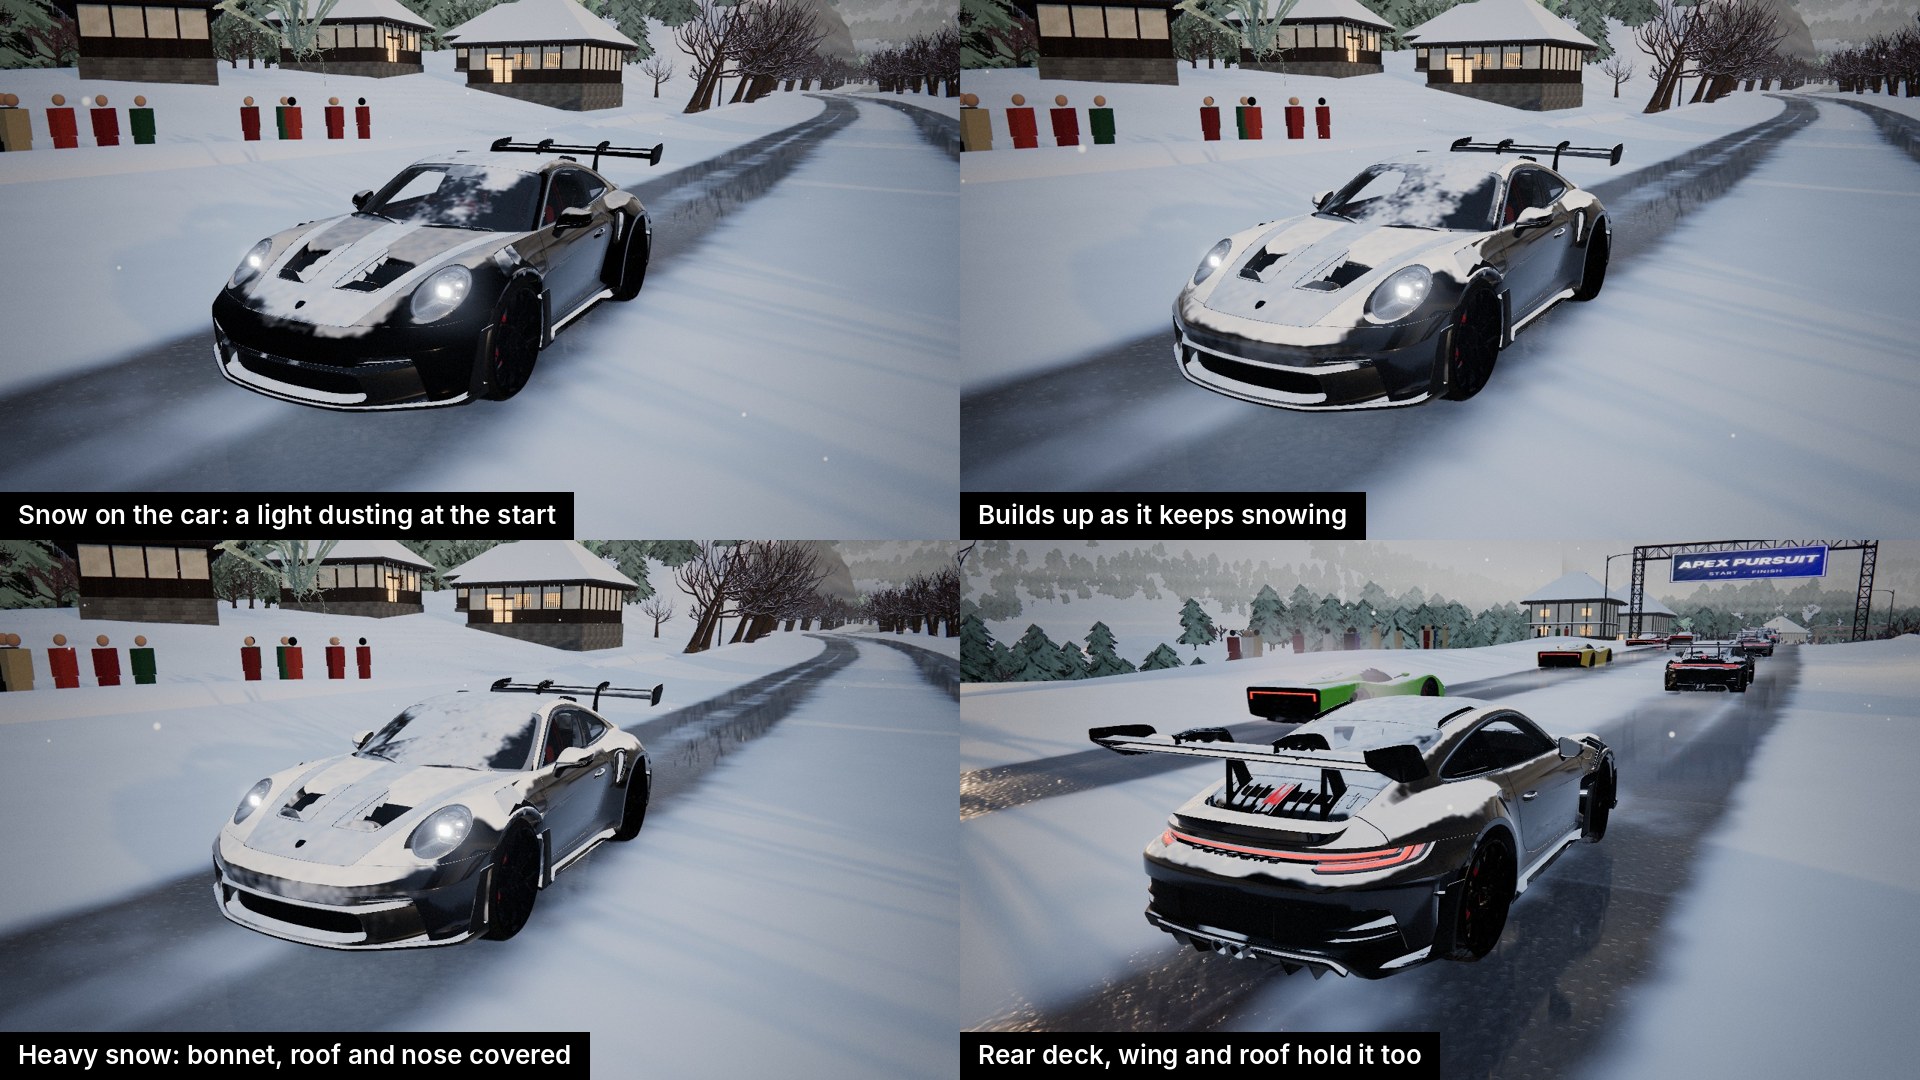 Snow on the car: a light dusting at the start
Builds up as it keeps snowing
APEX PURSUIT
START - FINISH
Heavy snow: bonnet, roof and nose covered
Rear deck, wing and roof hold it too